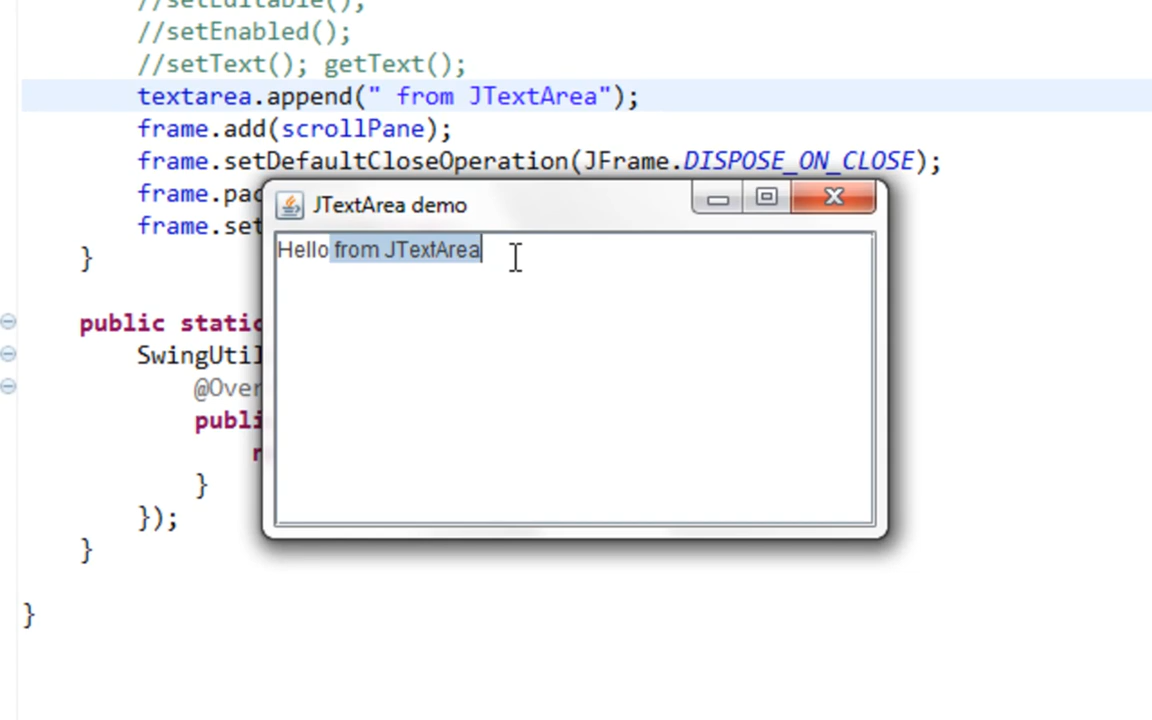 //setEditable();
//setEnabled();
//setText(); getText();
textarea.append(" from JTextArea");
frame.add(scrollPane);
frame.setDefaultCloseOperation(JFrame.DISPOSE_ON_CLOSE);
frame.pac
JTextArea demo
frame.set
Hello from JTextArea
}
public static
SwingUtil
@Over
publi
r
}
});
}
}